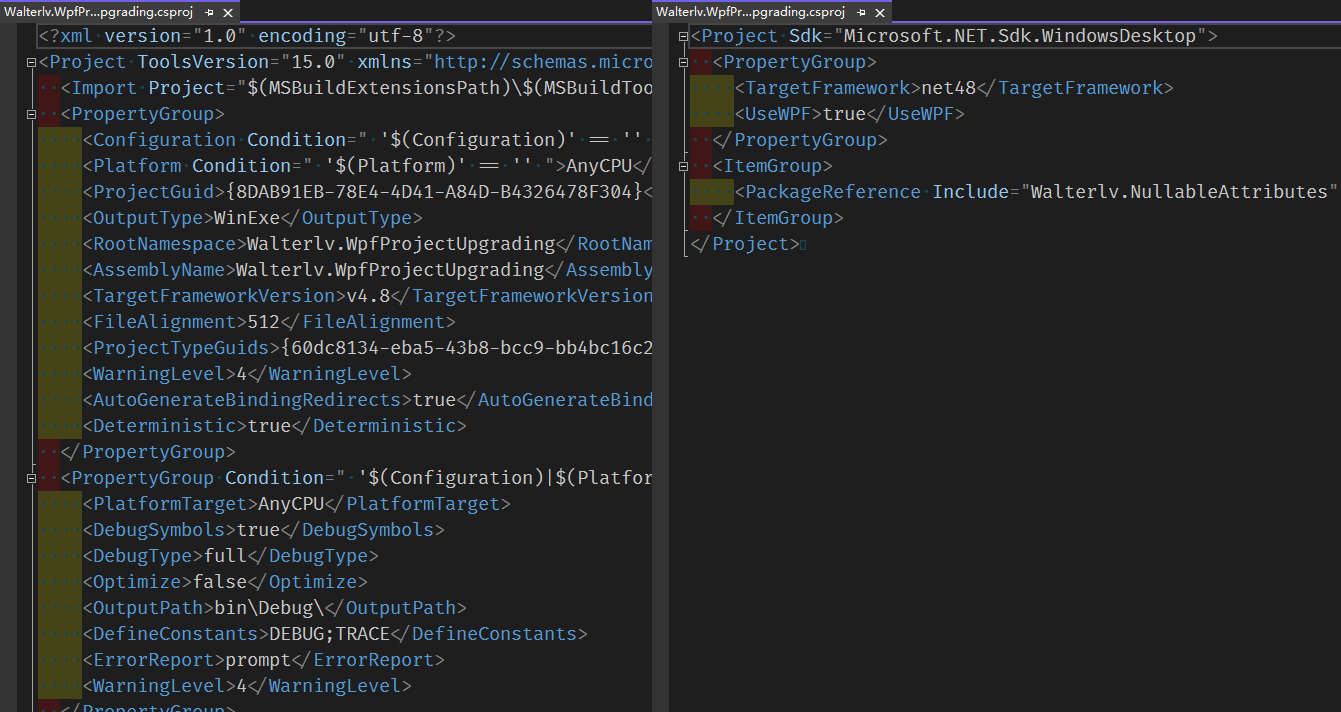 Walterlv.WpfPr...pgrading.csproj
<?xml version="1.0" encoding="utf-8"?>
<Project ToolsVersion="15.0" xmlns="http://schemas.micro
<Import Project="$(MSBuildExtensionsPath)\$(MSBuildToo
<PropertyGroup>
<Configuration Condition=" '$(Configuration)' == '' 
<Platform Condition=" '$(Platform)' == '' ">AnyCPU</
<ProjectGuid>{8DAB91EB-78E4-4D41-A84D-B4326478F304}<
<OutputType>WinExe</OutputType>
<RootNamespace>Walterlv.WpfProjectUpgrading</RootNam
<AssemblyName>Walterlv.WpfProjectUpgrading</Assembly
<TargetFrameworkVersion>v4.8</TargetFrameworkVersion
<FileAlignment>512</FileAlignment>
<ProjectTypeGuids>{60dc8134-eba5-43b8-bcc9-bb4bc16c2
<WarningLevel>4</WarningLevel>
<AutoGenerateBindingRedirects>true</AutoGenerateBind
<Deterministic>true</Deterministic>
</PropertyGroup>
<PropertyGroup Condition=" '$(Configuration)|$(Platfor
<PlatformTarget>AnyCPU</PlatformTarget>
<DebugSymbols>true</DebugSymbols>
<DebugType>full</DebugType>
<Optimize>false</Optimize>
<OutputPath>bin\Debug\</OutputPath>
<DefineConstants>DEBUG;TRACE</DefineConstants>
<ErrorReport>prompt</ErrorReport>
<WarningLevel>4</WarningLevel>
</PropertyGroup>
Walterlv.WpfPr...pgrading.csproj
<Project Sdk="Microsoft.NET.Sdk.WindowsDesktop">
<PropertyGroup>
<TargetFramework>net48</TargetFramework>
<UseWPF>true</UseWPF>
</PropertyGroup>
<ItemGroup>
<PackageReference Include="Walterlv.NullableAttributes"
</ItemGroup>
</Project>